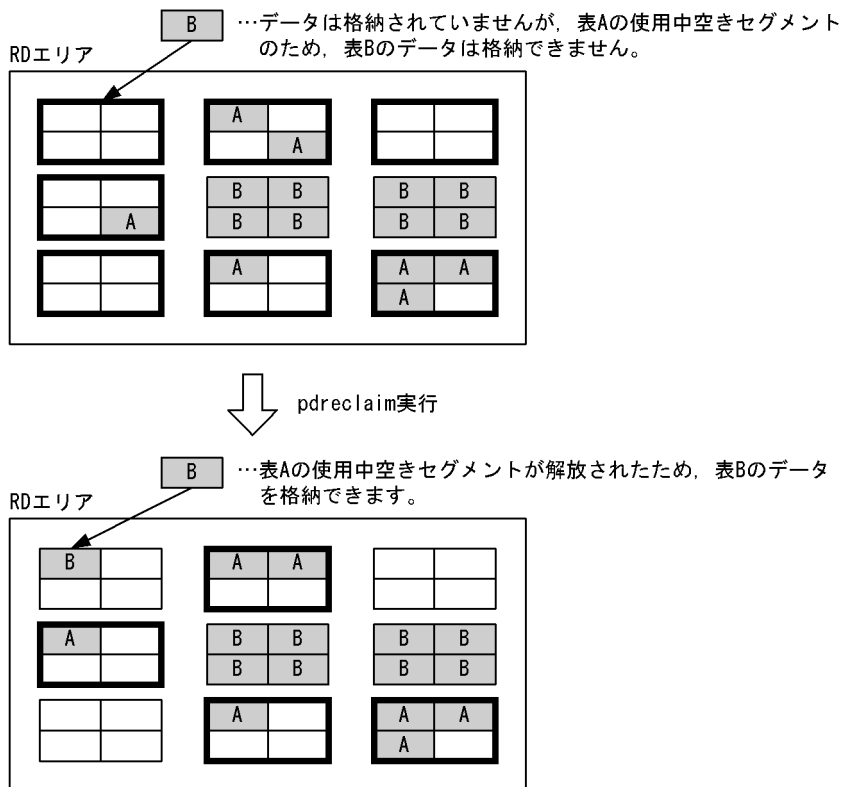 B …データは格納されていませんが，表Aの使用中空きセグメント
のため，表Bのデータは格納できません。
RDエリア
A
A
B B B B
A B B B B
A A A
A
pdreclaim実行
B …表Aの使用中空きセグメントが解放されたため，表Bのデータ
を格納できます。
RDエリア
B A A
A B B B B
B B B B
A A A
A